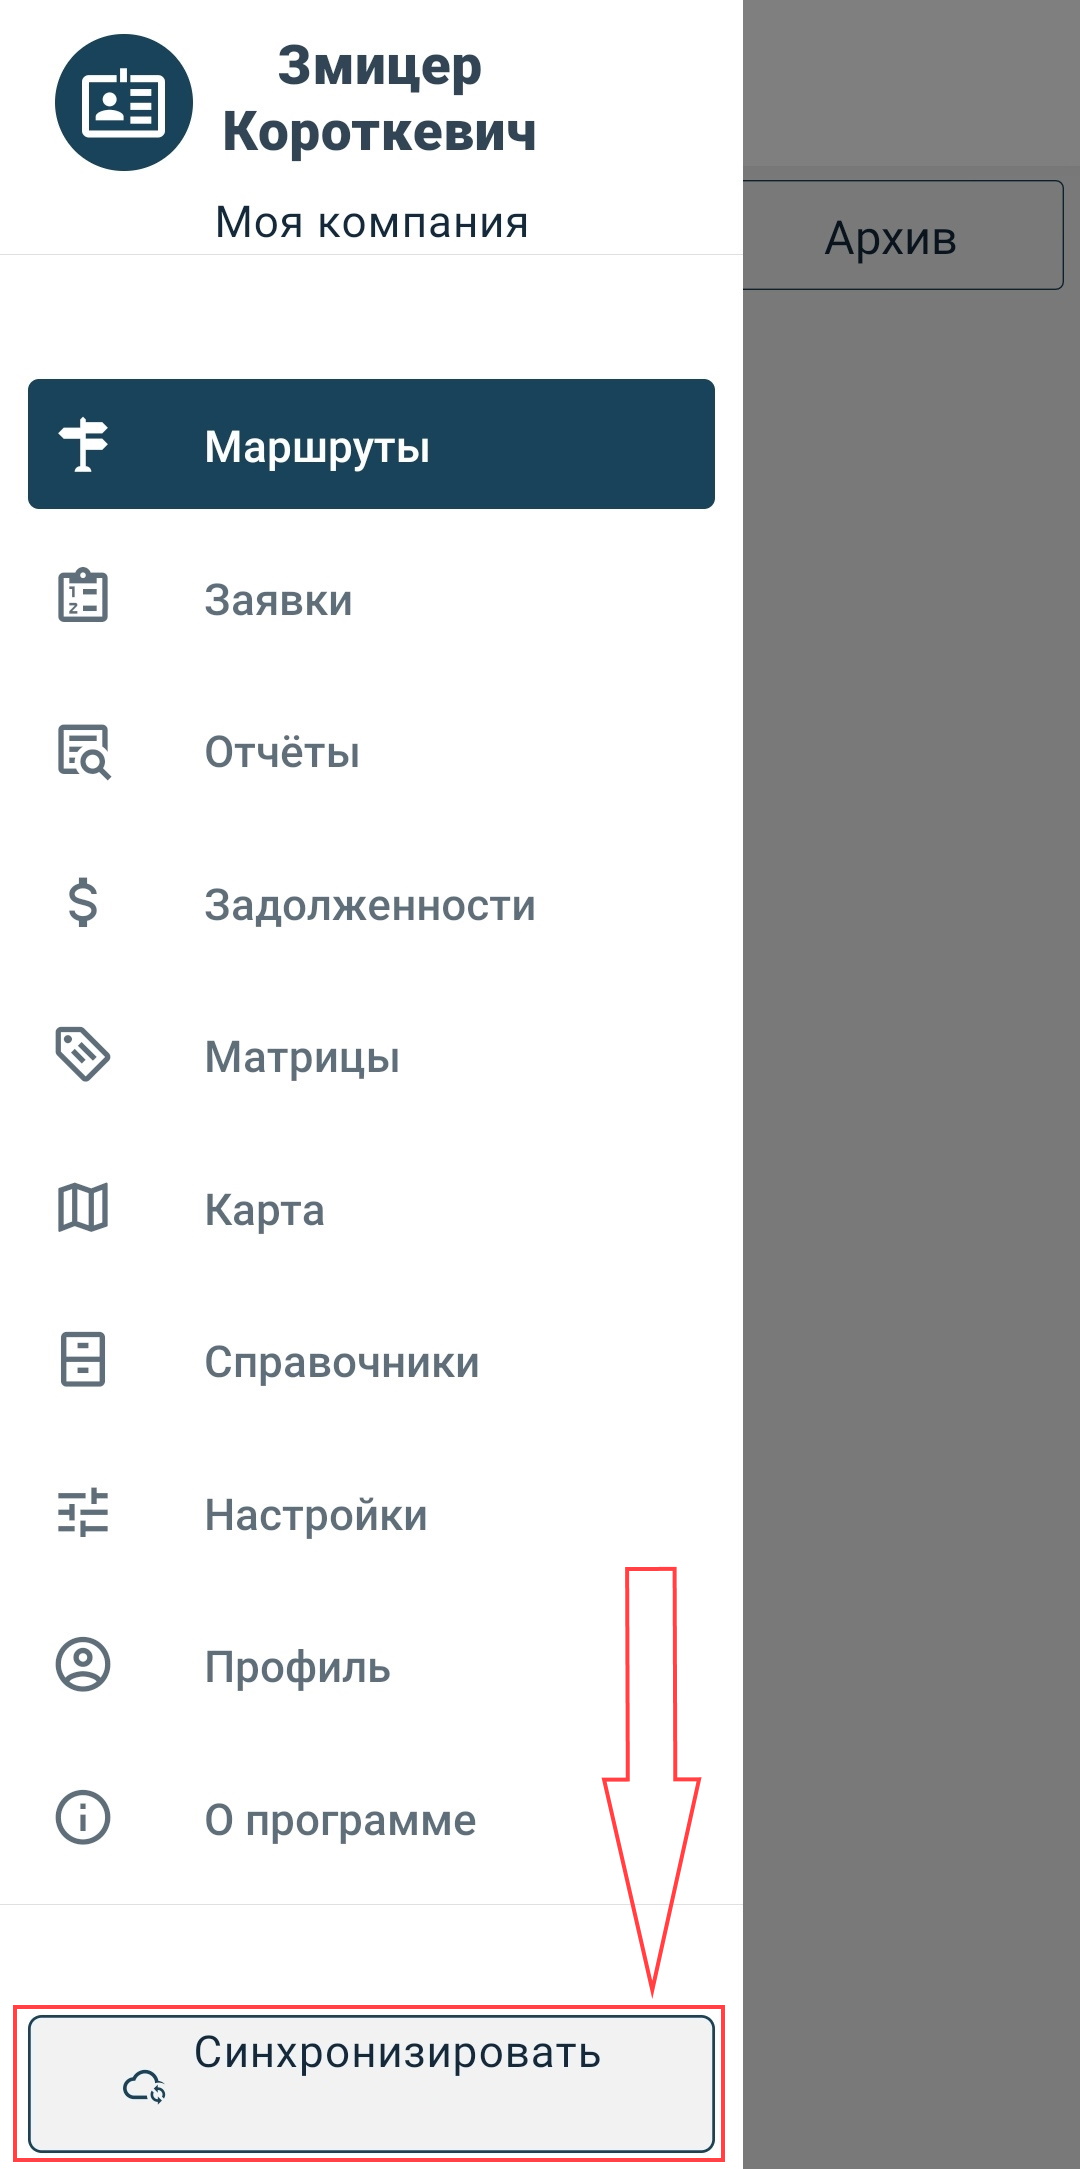 Змицер
Короткевич
Моя компания
Архив
Маршруты
Заявки
Отчёты
Задолженности
Матрицы
Карта
Справочники
Настройки
Профиль
О программе
Синхронизировать